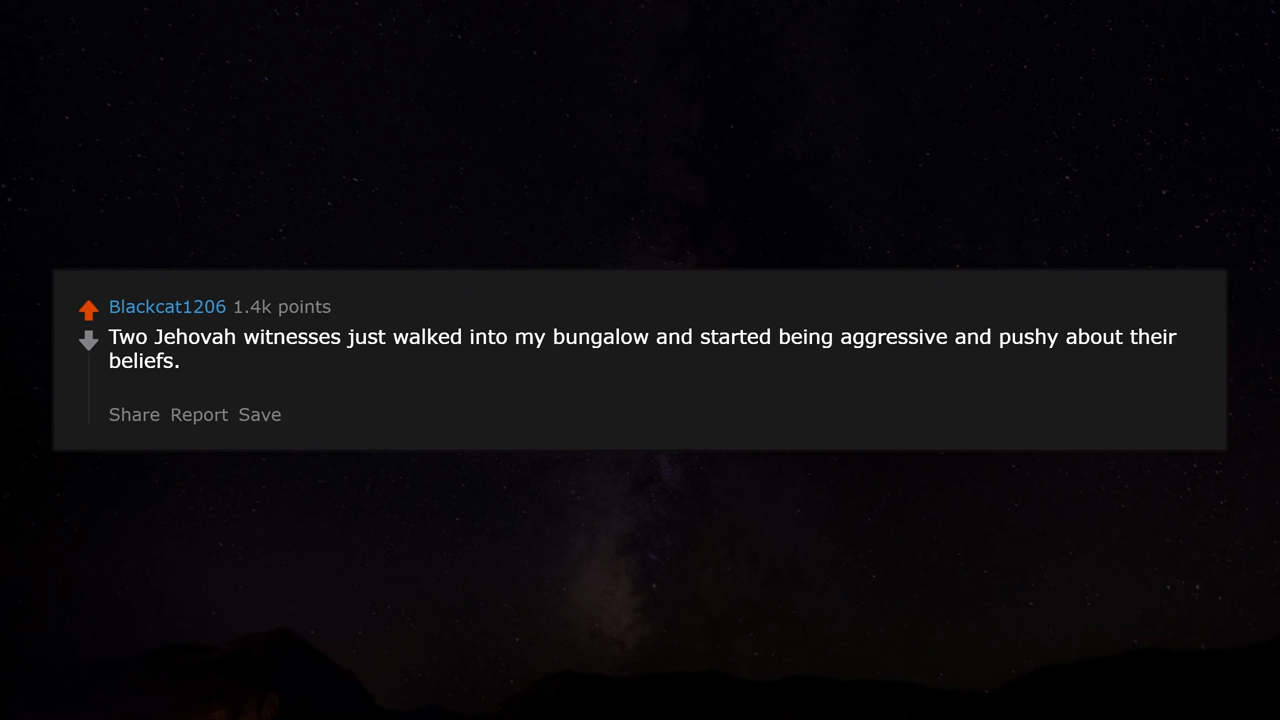 Blackcat1206 1.4k points
Two Jehovah witnesses just walked into my bungalow and started being aggressive and pushy about their
beliefs.
Share Report Save